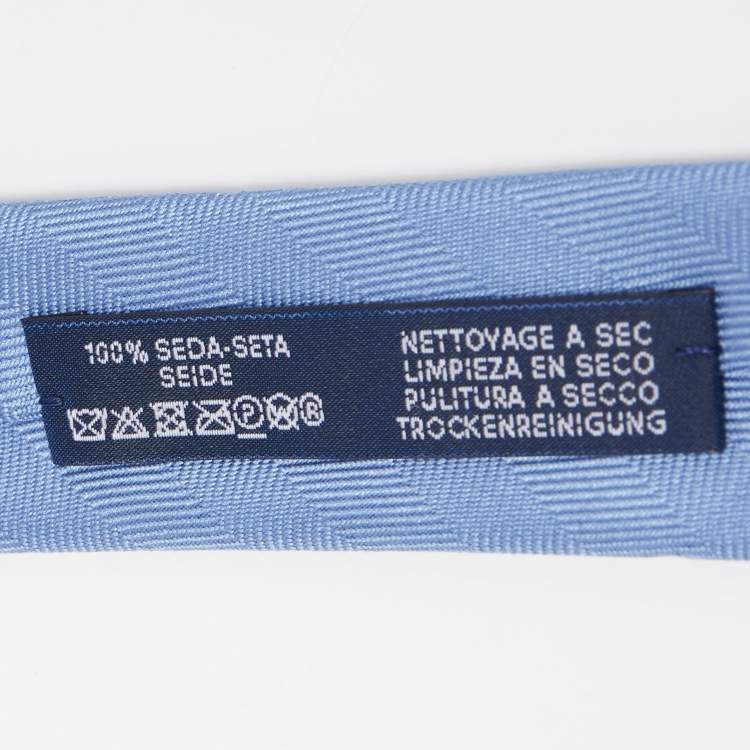 100% SEDA-SETA
SEIDE
P W R
NETTOYAGE A SEC
LIMPIEZA EN SECO
PULITURA A SECCO
TROCKENREINIGUNG